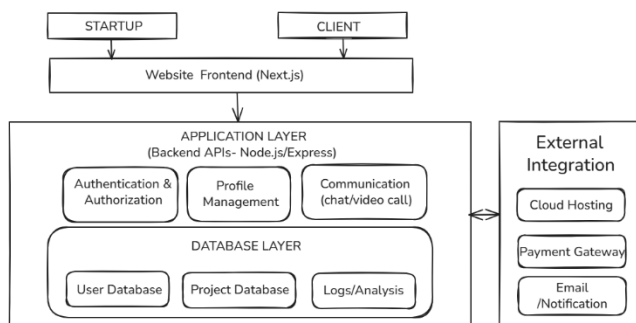 STARTUP
CLIENT
Website Frontend (Next.js)
APPLICATION LAYER
(Backend APIs- Node.js/Express)
Authentication &
Authorization
Profile
Management
Communication
(chat/video call)
DATABASE LAYER
User Database
Project Database
Logs/Analysis
External
Integration
Cloud Hosting
Payment Gateway
Email
/Notification